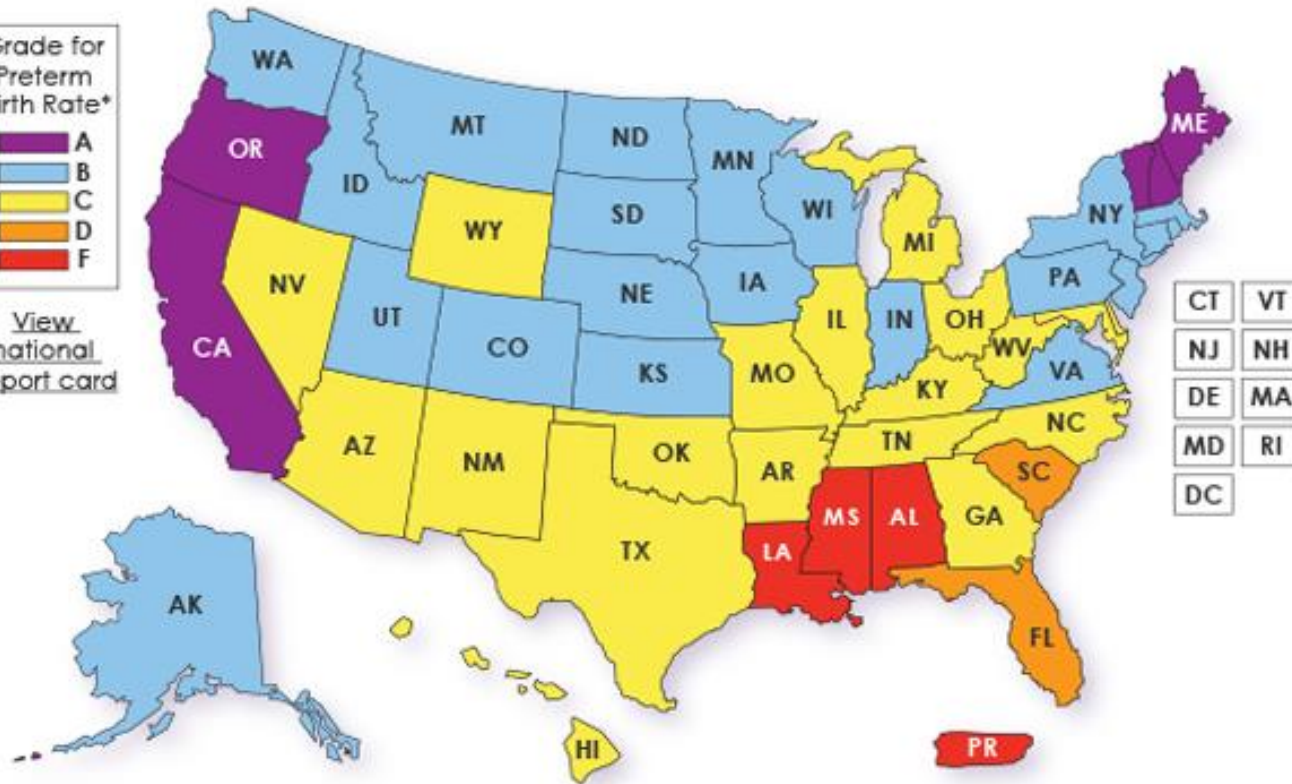 Grade for
Preterm
irth Rate*
A
B
C
D
F
View
national
port card
WA
OR
CA
ID
NV
MT
WY
UT
AZ
CO
NM
ND
SD
NE
KS
OK
TX
MN
IA
MO
AR
LA
WI
IL
MI
IN
OH
KY
TN
MS
AL
GA
FL
SC
NC
VA
WV
PA
NY
ME
AK
HI
PR
CT VT
NJ NH
DE MA
MD RI
DC